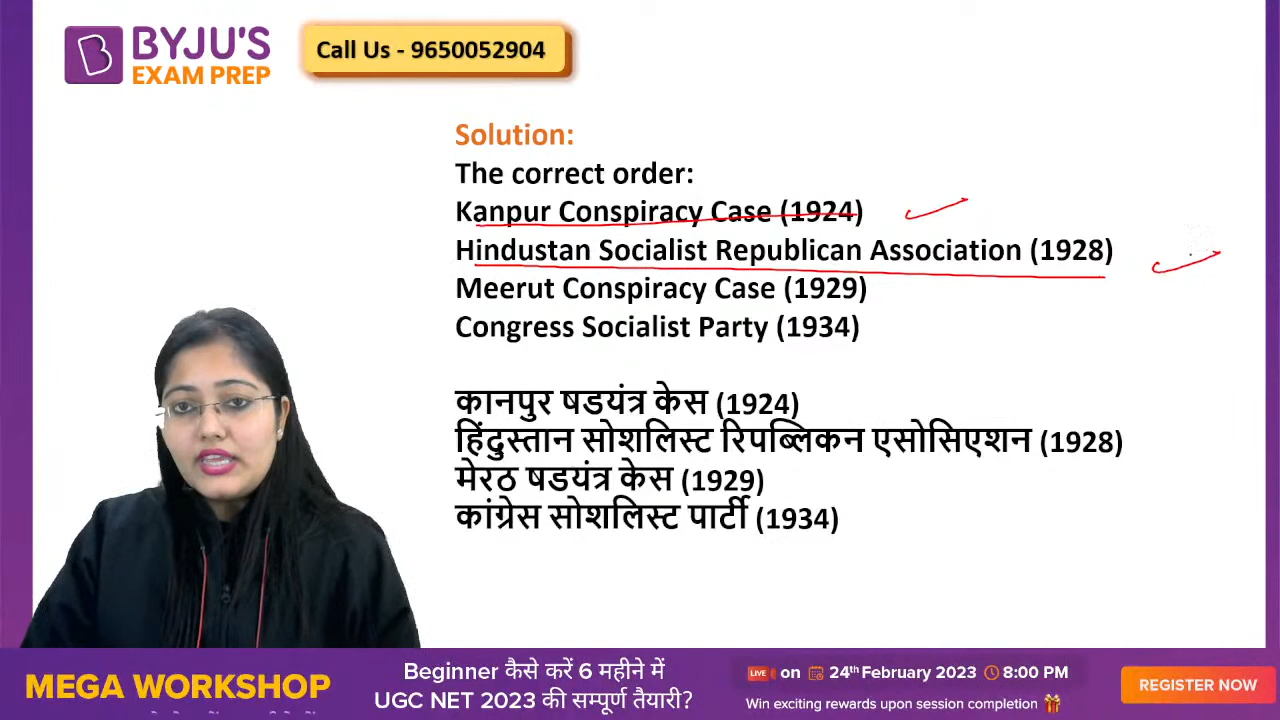 BYJU'S
EXAM PREP
Call Us - 9650052904
Solution:
The correct order:
Kanpur Conspiracy Case (1924)
Hindustan Socialist Republican Association (1928)
Meerut Conspiracy Case (1929)
Congress Socialist Party (1934)
कानपुर षडयंत्र केस (1924)
हिंदुस्तान सोशलिस्ट रिपब्लिकन एसोसिएशन (1928)
मेरठ षडयंत्र केस (1929)
कांग्रेस सोशलिस्ट पार्टी (1934)
MEGA WORKSHOP
Beginner कैसे करें 6 महीने में
UGC NET 2023 की सम्पूर्ण तैयारी?
LIVE on 24th February 2023 8:00 PM
Win exciting rewards upon session completion
REGISTER NOW